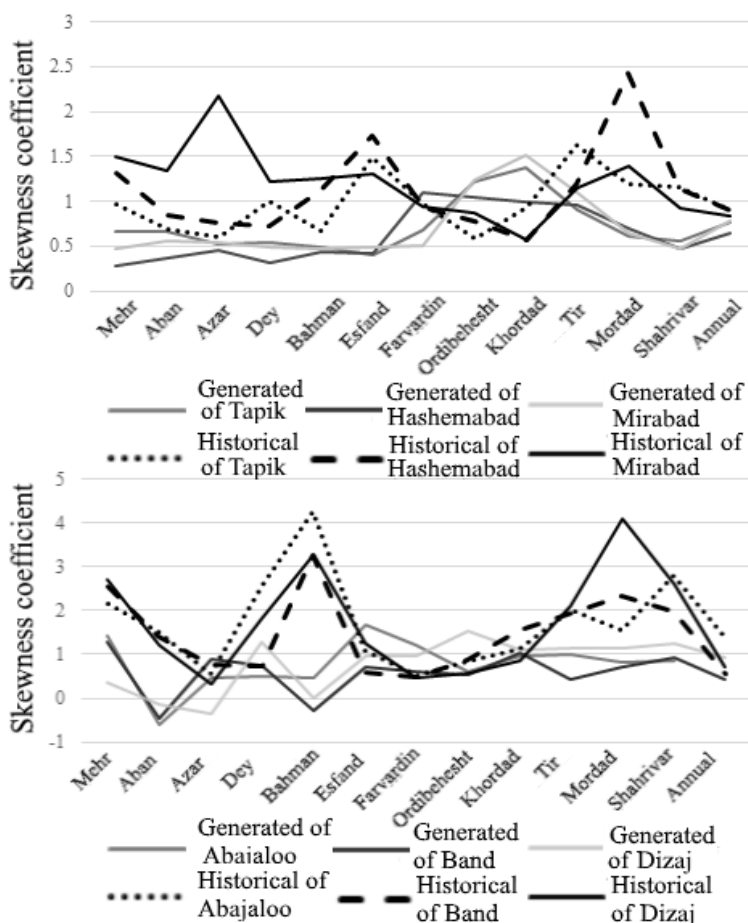 Skewness coefficient
3
2.5
2
1.5
1
0.5
0
Mehr
Aban
Azar
Dey
Bahman
Esfand
Farvardin
Ordibehesht
Khordad
Tir
Mordad
Shahrivar
Annual
Generated of Tapik
Generated of Hashemabad
Generated of Mirabad
Historical of Tapik
Historical of Hashemabad
Historical of Mirabad
Skewness coefficient
5
4
3
2
1
0
-1
Mehr
Aban
Azar
Dey
Bahman
Esfand
Farvardin
Ordibehesht
Khordad
Tir
Mordad
Shahrivar
Annual
Generated of Abajaloo
Generated of Band
Generated of Dizaj
Historical of Abajaloo
Historical of Band
Historical of Dizaj